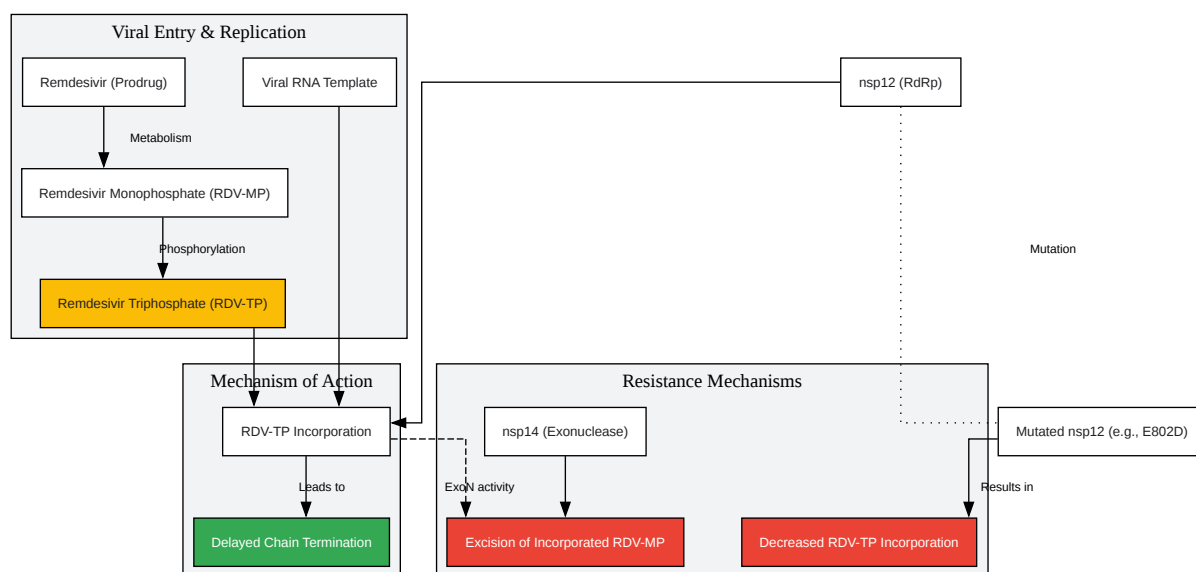 Viral Entry & Replication
Remdesivir (Prodrug)
Viral RNA Template
nsp12 (RdRp)
Metabolism
Remdesivir Monophosphate (RDV-MP)
Phosphorylation
Mutation
Remdesivir Triphosphate (RDV-TP)
Mechanism of Action
Resistance Mechanisms
RDV-TP Incorporation
nsp14 (Exonuclease)
Mutated nsp12 (e.g., E802D)
Leads to
ExoN activity
Results in
Delayed Chain Termination
Excision of Incorporated RDV-MP
Decreased RDV-TP Incorporation